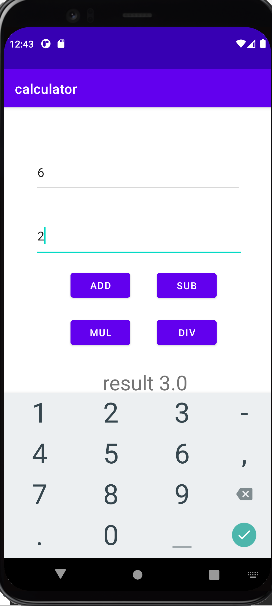 12:43
calculator
6
2
ADD SUB
MUL DIV
result 3.0
1 2 3 -
4 5 6 ,
7 8 9
. 0 _